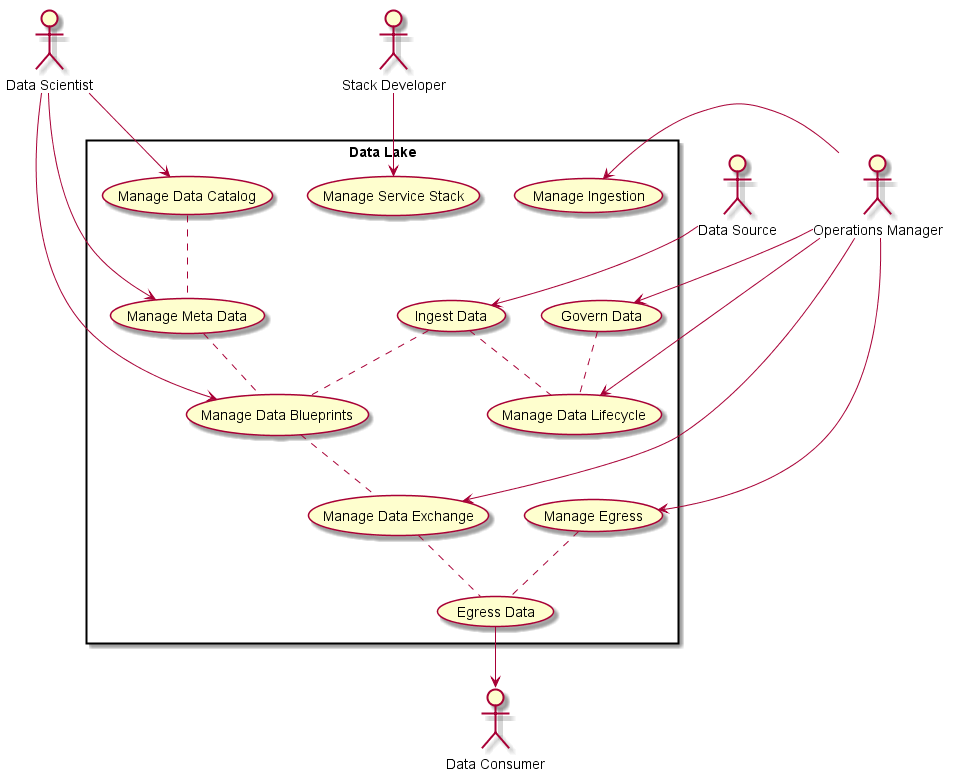 Data Scientist
Stack Developer
Data Lake
Manage Data Catalog
Manage Service Stack
Manage Ingestion
Data Source
Operations Manager
Manage Meta Data
Ingest Data
Govern Data
Manage Data Blueprints
Manage Data Lifecycle
Manage Data Exchange
Manage Egress
Egress Data
Data Consumer